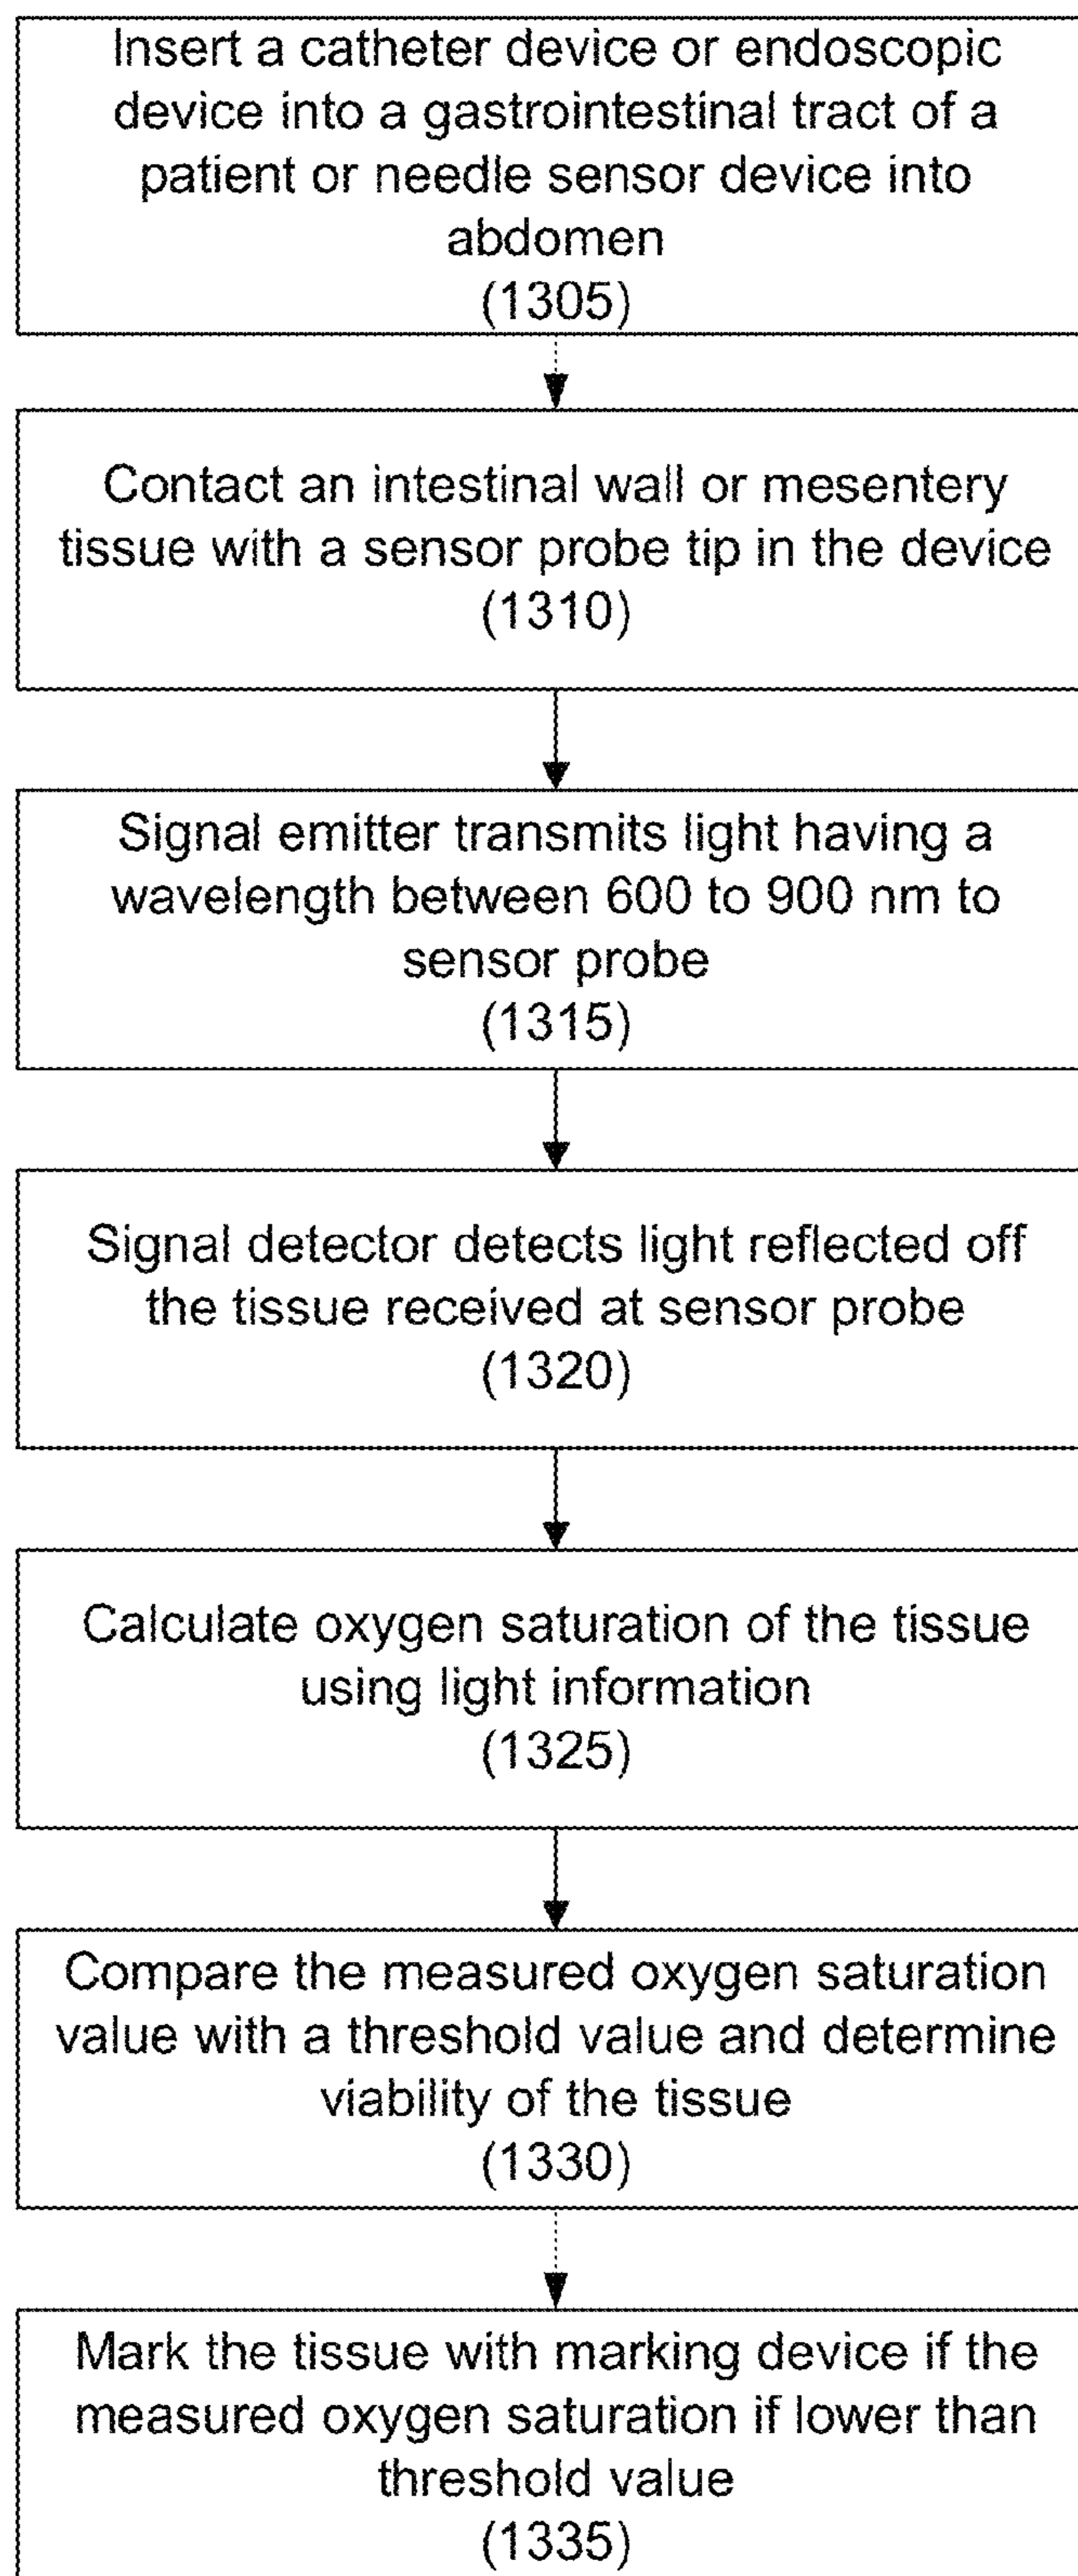 Insert a catheter device or endoscopic
device into a gastrointestinal tract of a
patient or needle sensor device into
abdomen
(1305)
Contact an intestinal wall or mesentery
tissue with a sensor probe tip in the device
(1310)
Signal emitter transmits light having a
wavelength between 600 to 900 nm to
sensor probe
(1315)
Signal detector detects light reflected off
the tissue received at sensor probe
(1320)
Calculate oxygen saturation of the tissue
using light information
(1325)
Compare the measured oxygen saturation
value with a threshold value and determine
viability of the tissue
(1330)
Mark the tissue with marking device if the
measured oxygen saturation if lower than
threshold value
(1335)